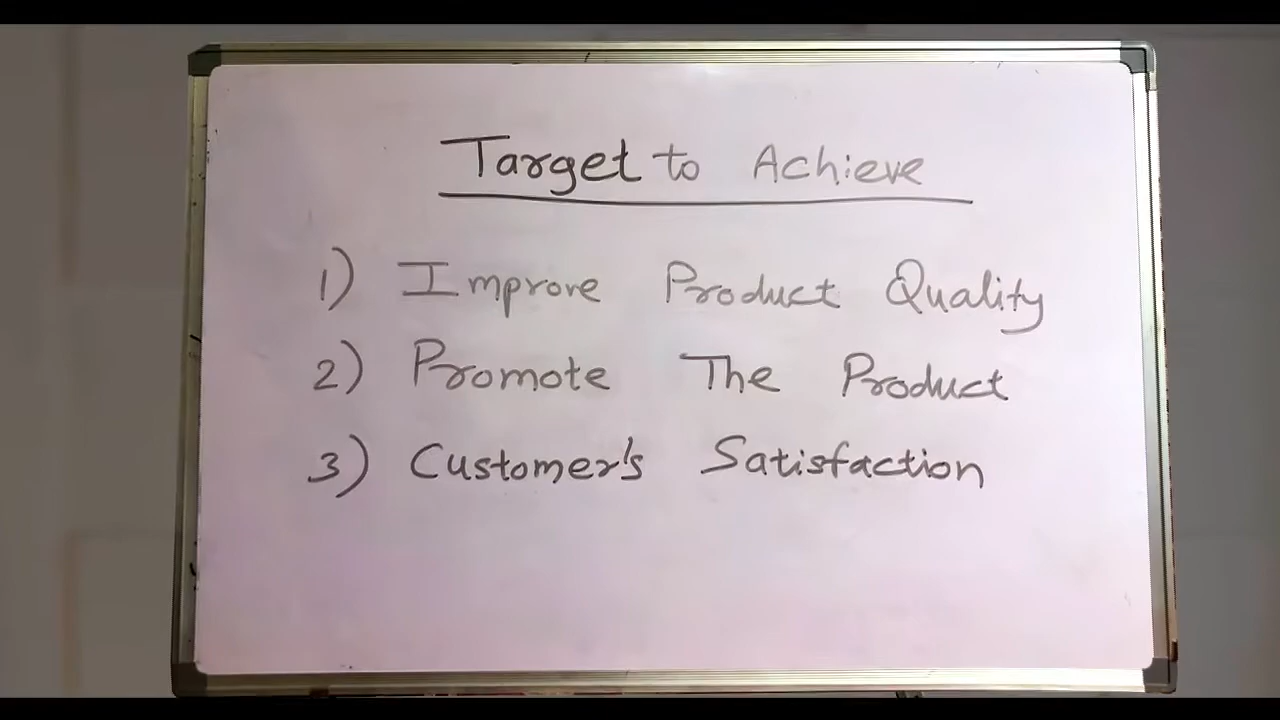 Target to Achieve
1) Improve Product Quality
2) Promote The Product
3) Customer's Satisfaction